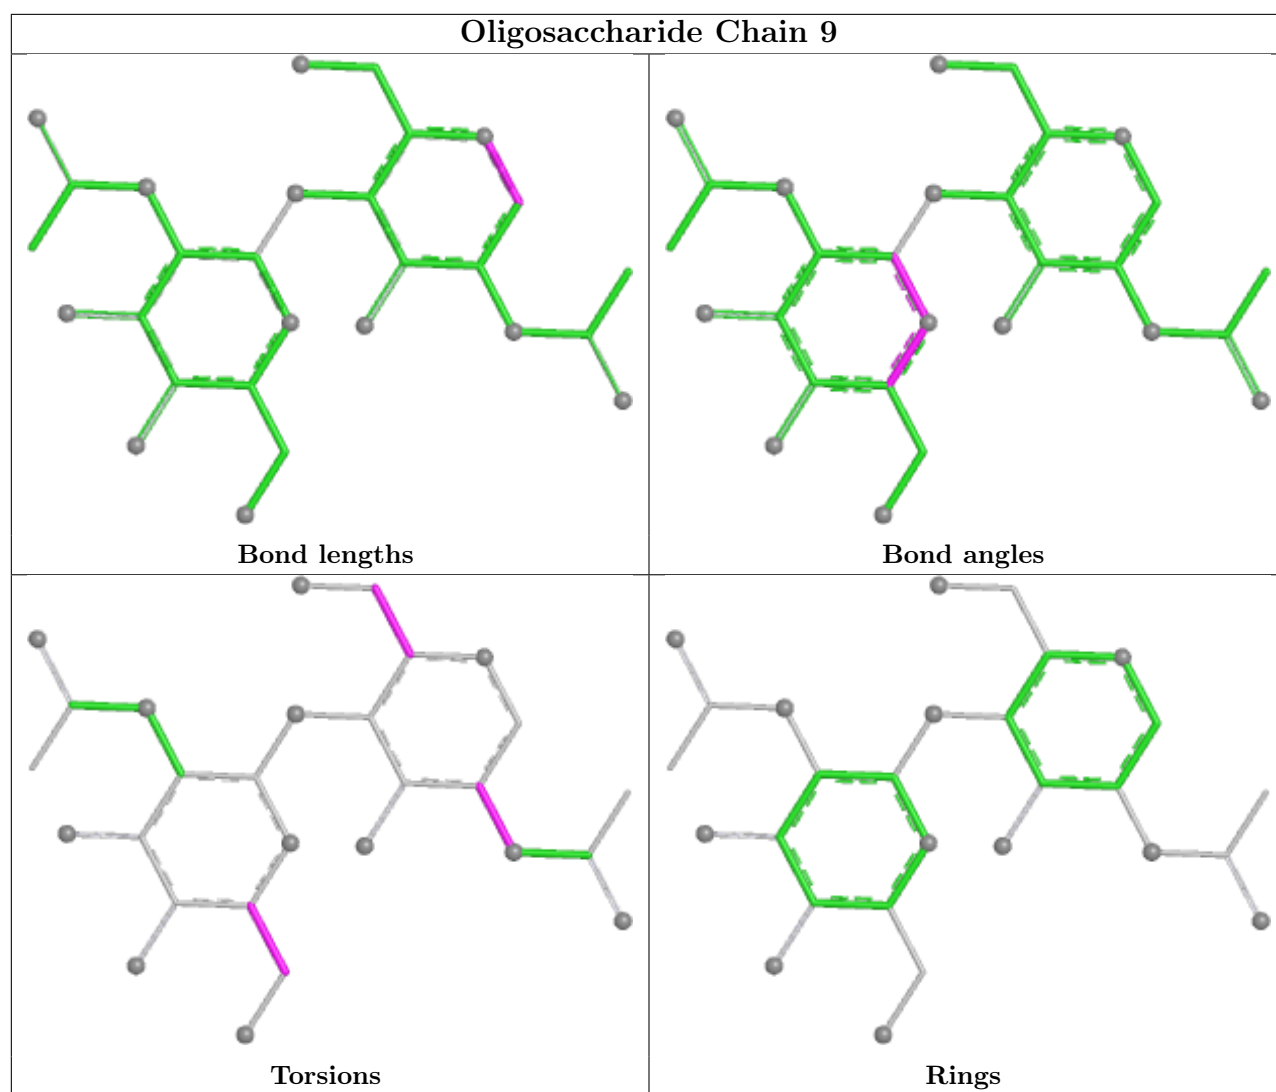 Oligosaccharide Chain 9
Bond lengths
Bond angles
Torsions
Rings